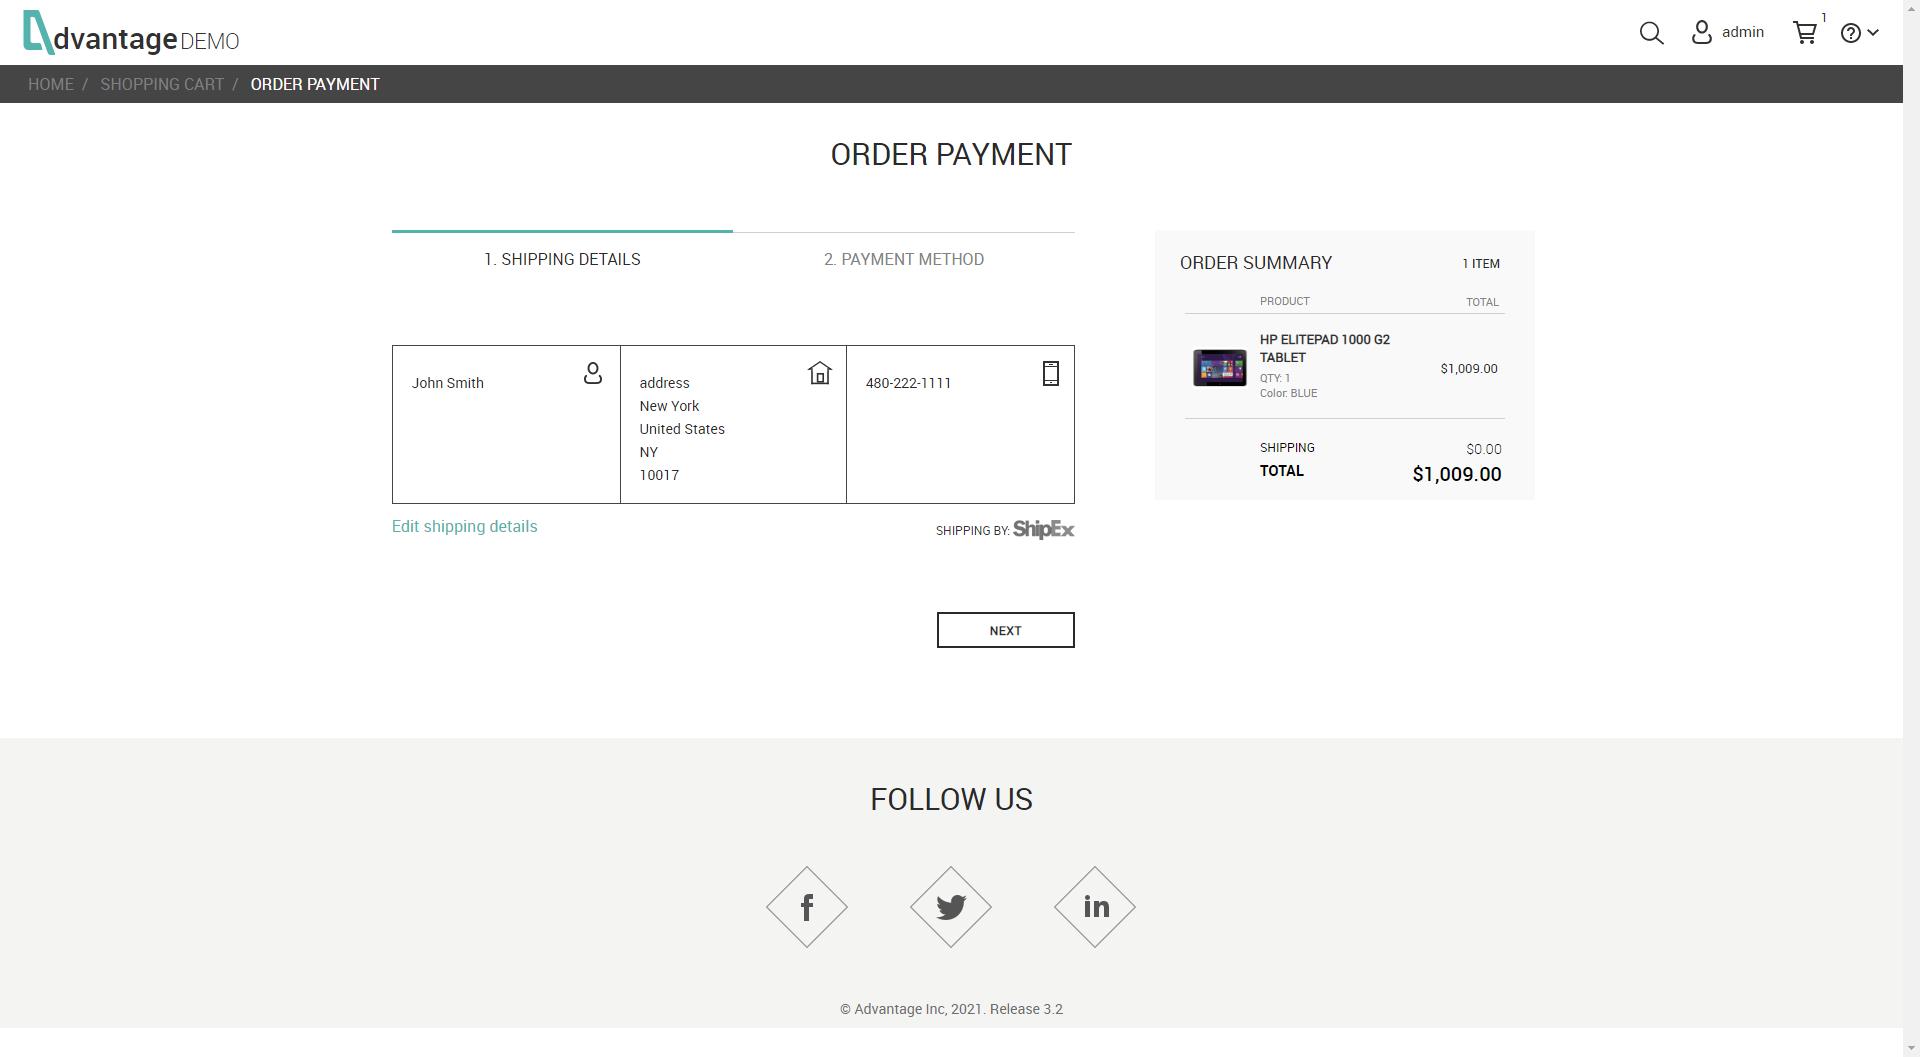 dvantage DEMO
admin
1
HOME / SHOPPING CART / ORDER PAYMENT
ORDER PAYMENT
1. SHIPPING DETAILS
2. PAYMENT METHOD
John Smith
address
New York
United States
NY
10017
480-222-1111
Edit shipping details
SHIPPING BY: ShipEx
NEXT
ORDER SUMMARY
1 ITEM
PRODUCT
TOTAL
HP ELITEPAD 1000 G2
TABLET
QTY: 1
Color: BLUE
$1,009.00
SHIPPING
$0.00
TOTAL
$1,009.00
FOLLOW US
f
in
© Advantage Inc, 2021. Release 3.2